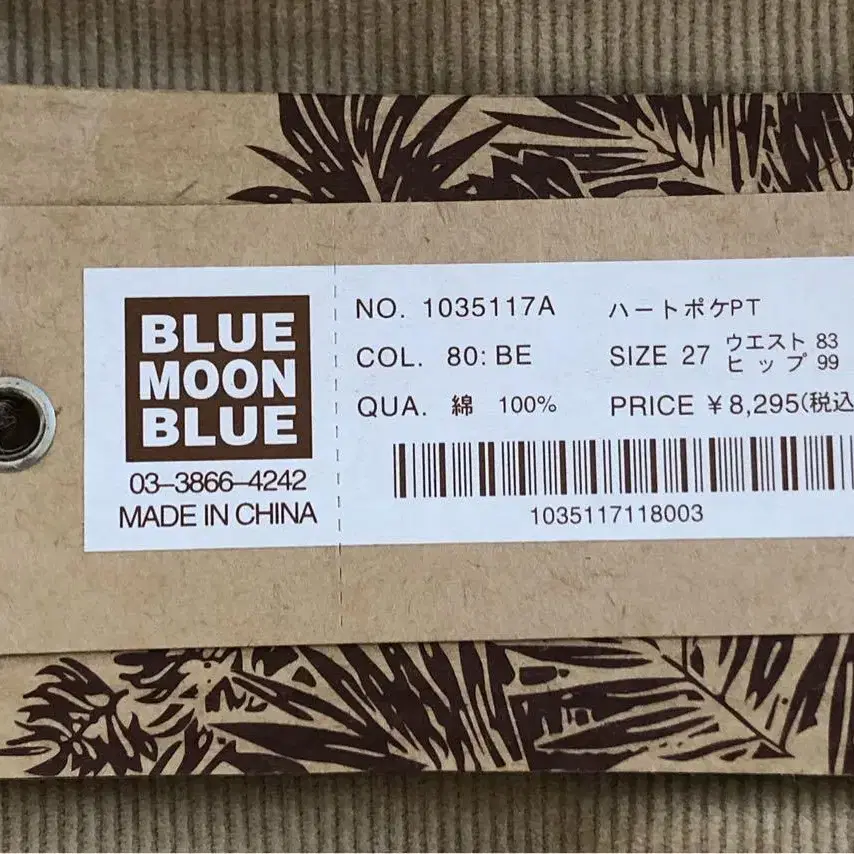 BLUE
MOON
BLUE
03-3866-4242
MADE IN CHINA
NO. 1035117A ハートポケPT
COL. 80: BE SIZE 27 ウエスト 83
ヒップ 99
QUA. 綿 100% PRICE ¥8,295(税込
1035117118003